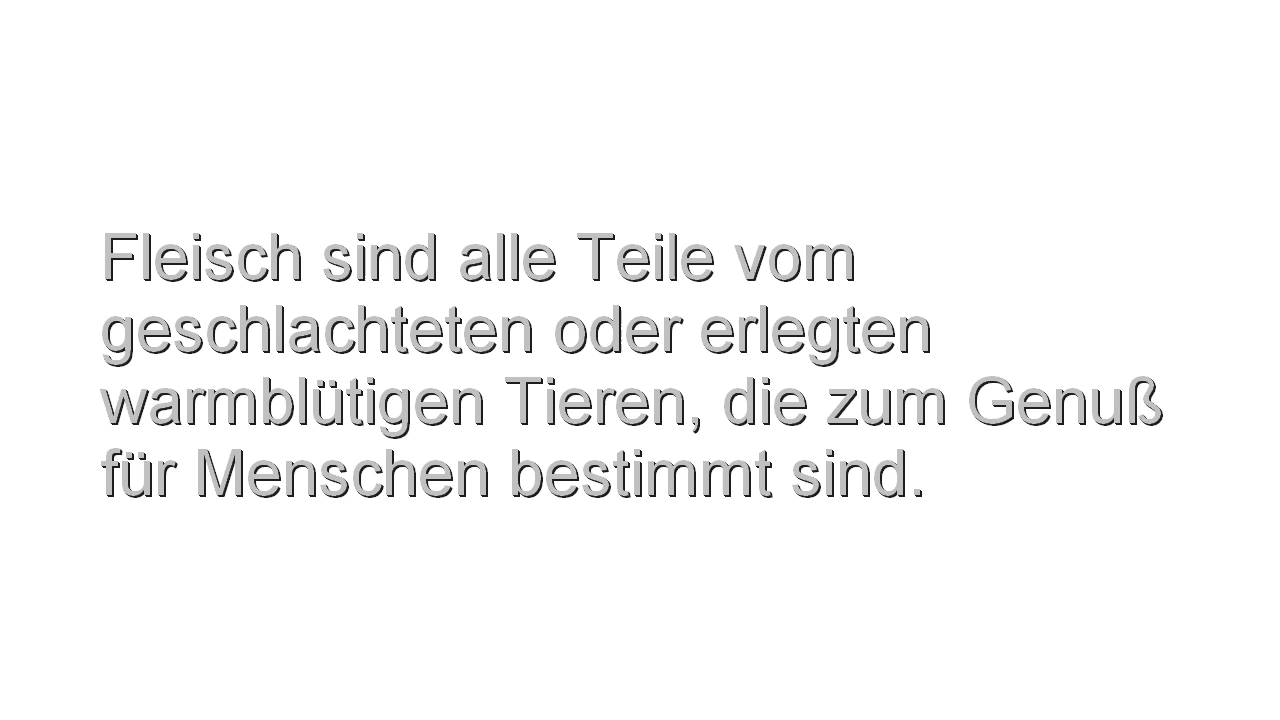 Fleisch sind alle Teile vom
geschlachteten oder erlegten
warmblütigen Tieren, die zum Genuß
für Menschen bestimmt sind.